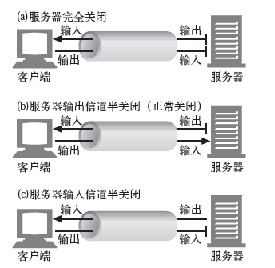 (a)服务器完全关闭
输入 输出
输出 输入
客户端 服务器
(b)服务器输出信道半关闭（正常关闭）
输入 输出
输出 输入
客户端 服务器
(c)服务器输入信道半关闭
输入 输出
输出 输入
客户端 服务器